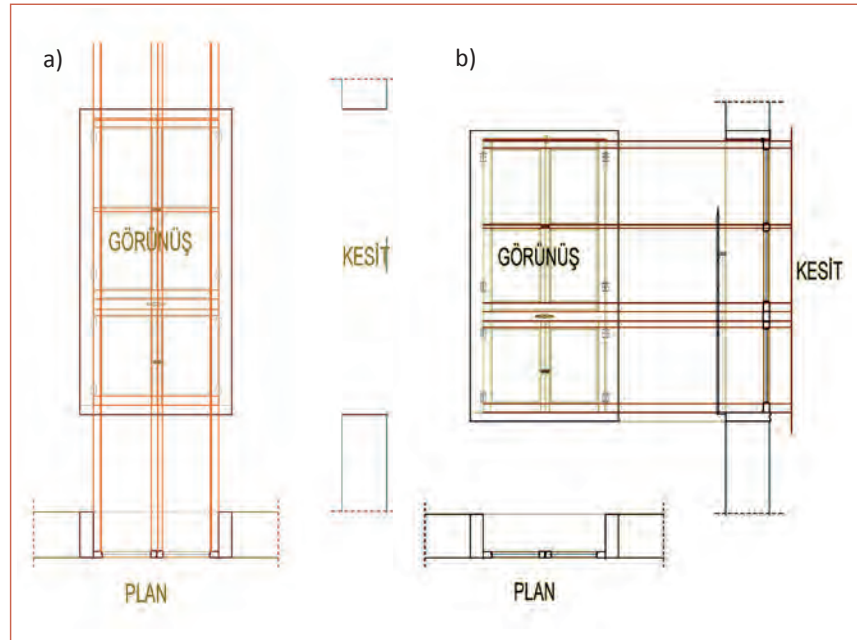 a)
GÖRÜNÜŞ
KESİT
PLAN
b)
GÖRÜNÜŞ
KESİT
PLAN